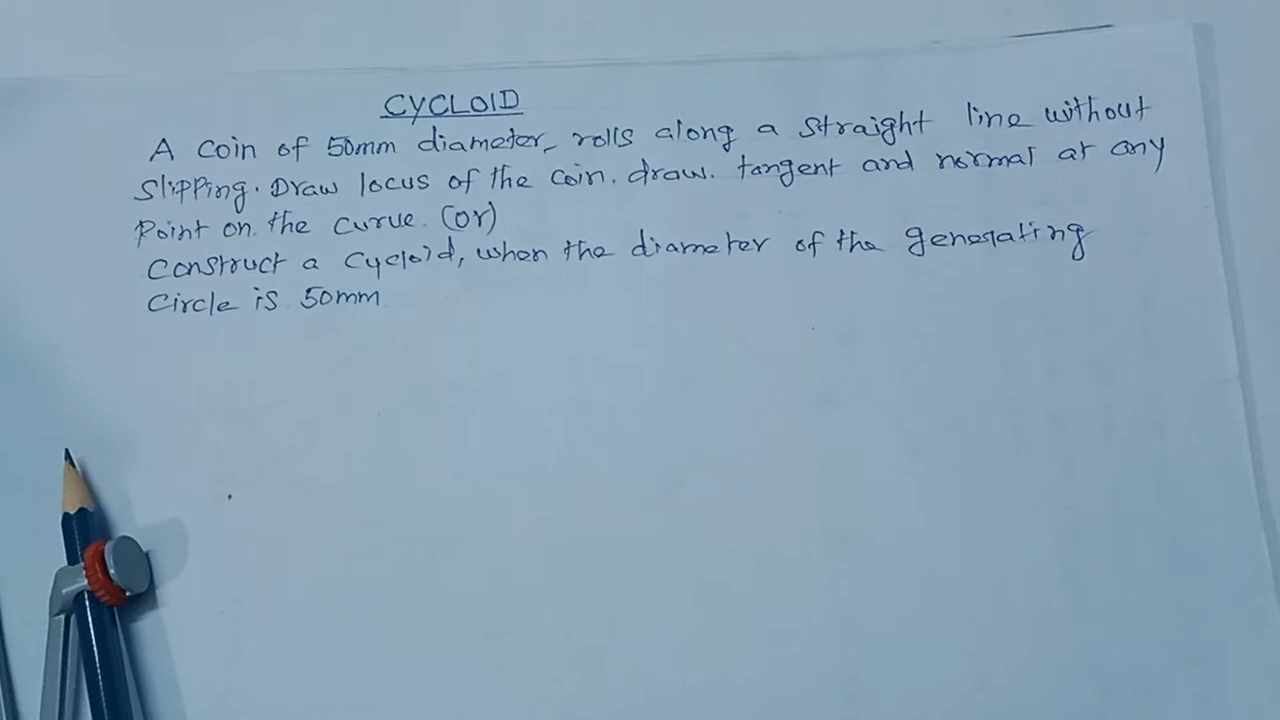 CYCLOID
A coin of 50mm diameter, rolls along a straight line without
slipping. Draw locus of the coin. draw. tangent and normal at any
point on the curve. (or)
construct a cycloid, when the diameter of the generating
Circle is 50mm